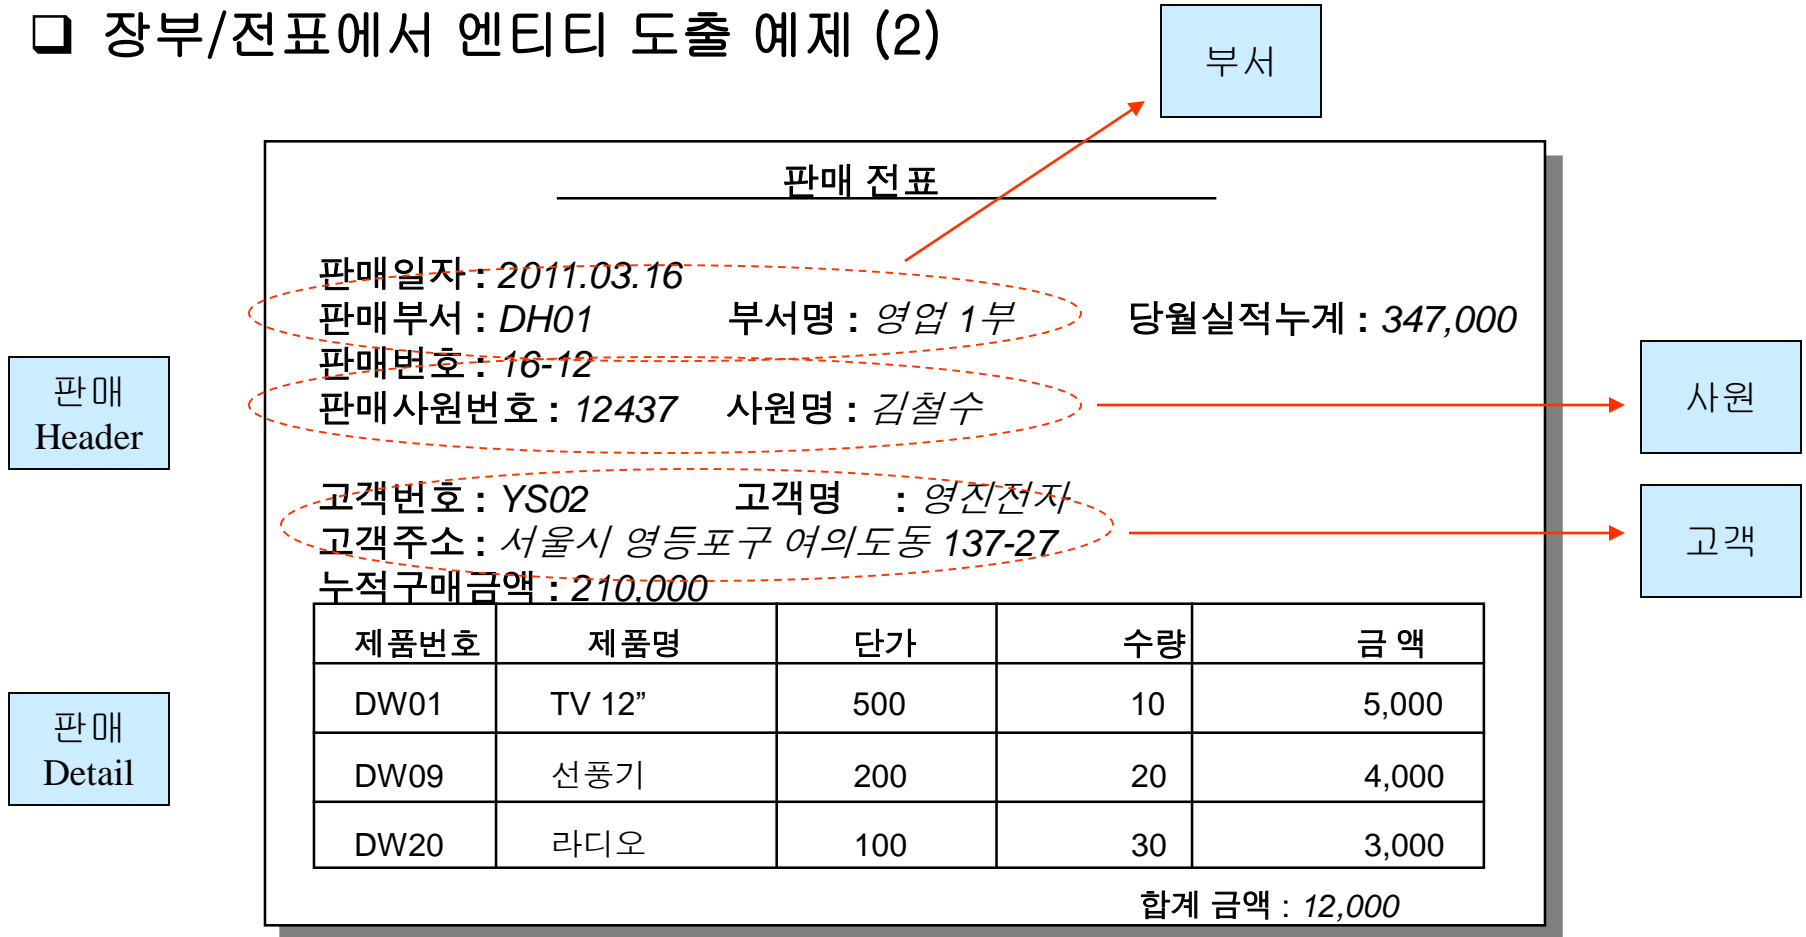 ❑ 장부/전표에서 엔티티 도출 예제 (2)
부서
판매 전표
판매일자 : 2011.03.16
판매부서 : DH01 부서명 : 영업 1부 당월실적누계 : 347,000
판매번호 : 16-12
판매사원번호 : 12437 사원명 : 김철수
판매
Header
사원
고객번호 : YS02 고객명 : 영진전자
고객주소 : 서울시 영등포구 여의도동 137-27
누적구매금액 : 210,000
고객
제품번호 제품명 단가 수량 금 액
DW01 TV 12” 500 10 5,000
DW09 선풍기 200 20 4,000
DW20 라디오 100 30 3,000
판매
Detail
합계 금액 : 12,000